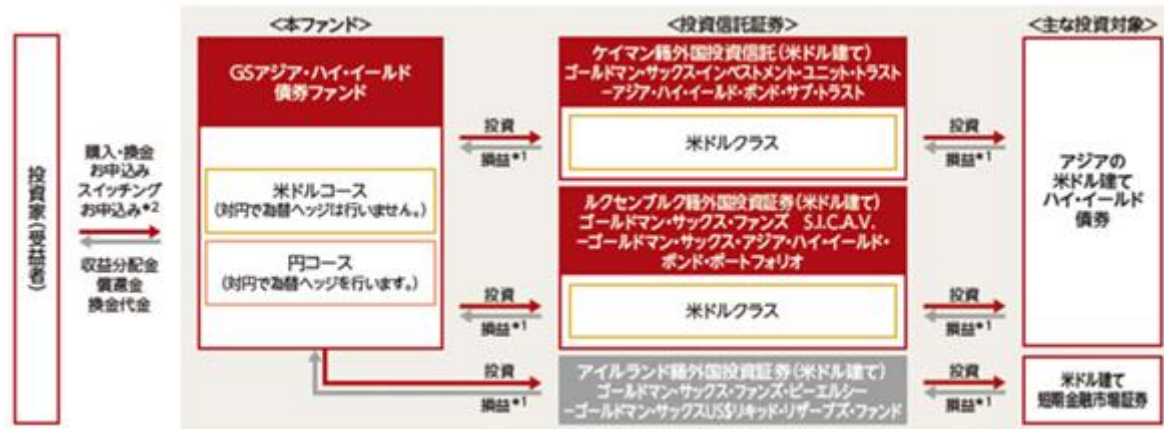 <本ファンド>
<投資信託証券>
<主な投資対象>
投資家(受益者)
購入・換金
お申込み
スイッチング
お申込み*2
収益分配金
償還金
換金代金
GSアジア・ハイ・イールド
債券ファンド
米ドルコース
(対円で為替ヘッジは行いません。)
円コース
(対円で為替ヘッジを行います。)
投資
損益*1
ケイマン籍外国投資信託(米ドル建て)
ゴールドマン・サックス・インベストメント・ユニット・トラスト
-アジア・ハイ・イールド・ボンド・サブ・トラスト
米ドルクラス
投資
損益*1
ルクセンブルク籍外国投資証券(米ドル建て)
ゴールドマン・サックス・ファンズ S.I.C.A.V.
-ゴールドマン・サックス・アジア・ハイ・イールド・
ボンド・ポートフォリオ
投資
損益*1
米ドルクラス
投資
損益*1
アジアの
米ドル建て
ハイ・イールド
債券
投資
損益*1
アイルランド籍外国投資証券(米ドル建て)
ゴールドマン・サックス・ファンズ・ピーエルシー
-ゴールドマン・サックスUS$リキッド・リザーブズ・ファンド
投資
損益*1
米ドル建て
短期金融市場証券